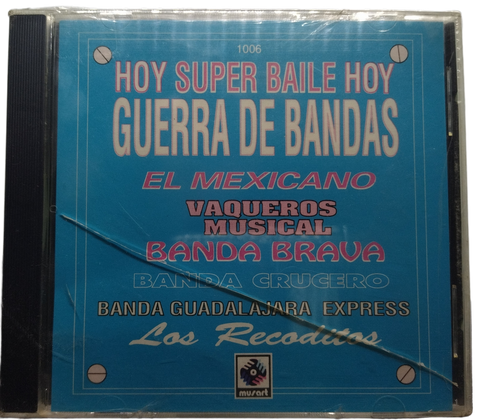 1006
HOY SUPER BAILE HOY
GUERRA DE BANDAS
EL MEXICANO
VAQUEROS
MUSICAL
BANDA BRAVA
BANDA CRUCERO
BANDA GUADALAJARA EXPRESS
Los Recoditos
musart